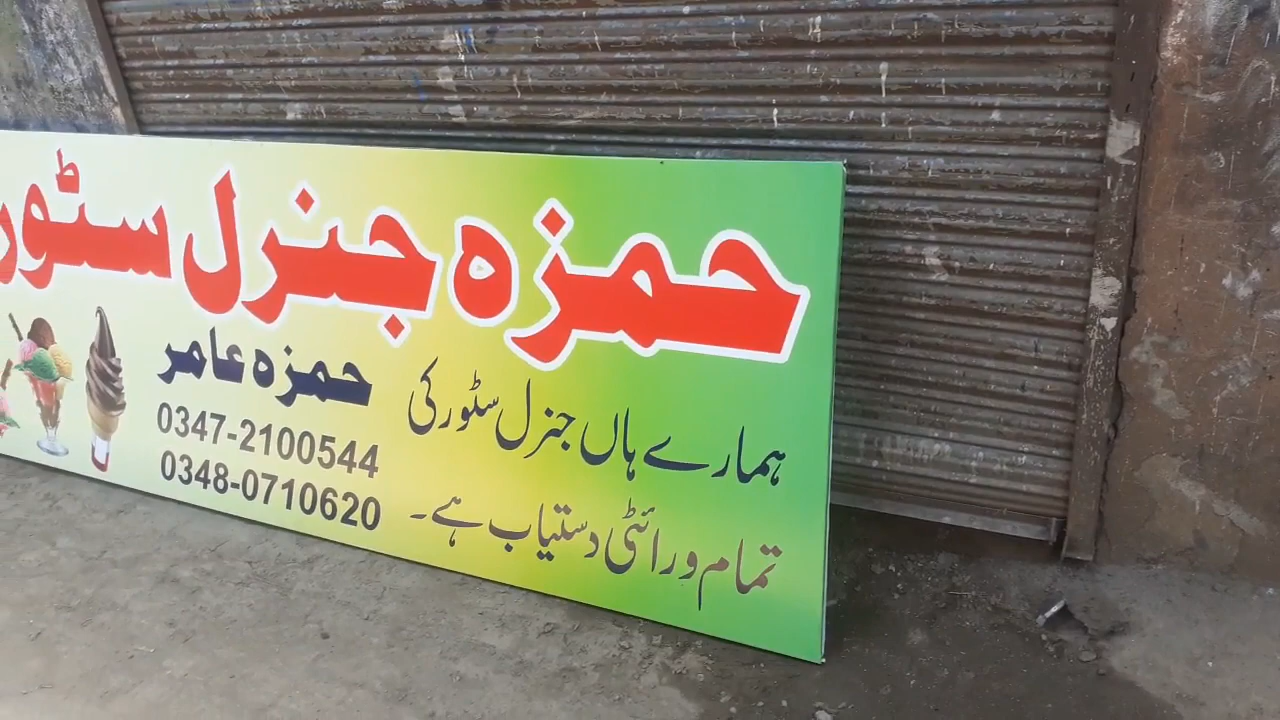 حمزہ جنرل سٹور
ہمارے ہاں جنرل سٹور کی
تمام ورائٹی دستیاب ہے۔
حمزہ عامر
0347-2100544
0348-0710620